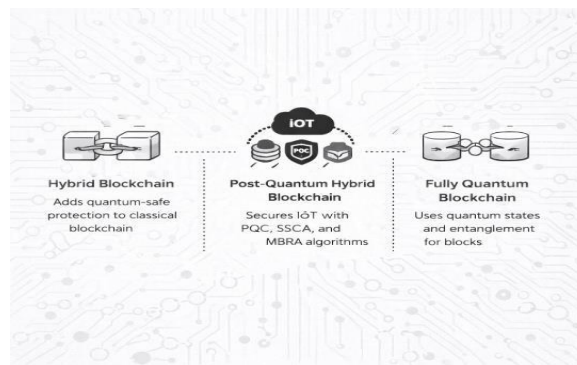 iOT
PQC
Hybrid Blockchain
Adds quantum-safe
protection to classical
blockchain
Post-Quantum Hybrid
Blockchain
Secures IoT with
PQC, SSCA, and
MBRA algorithms
Fully Quantum
Blockchain
Uses quantum states
and entanglement
for blocks